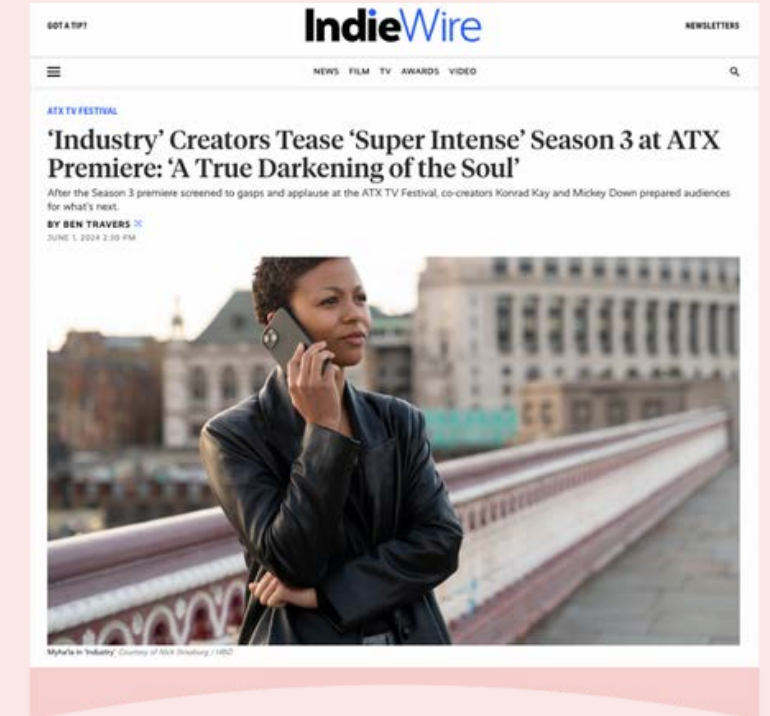 GOT A TIP?
IndieWire
NEWSLETTERS
NEWS FILM TV AWARDS VIDEO
ATX TV FESTIVAL
‘Industry’ Creators Tease ‘Super Intense’ Season 3 at ATX
Premiere: ‘A True Darkening of the Soul’
After the Season 3 premiere screened to gasps and applause at the ATX TV Festival, co-creators Konrad Kay and Mickey Down prepared audiences
for what's next.
BY BEN TRAVERS
JUNE 1, 2024 2:30 PM
Myha'la in 'Industry' Courtesy of Nick Strasburg / HBO